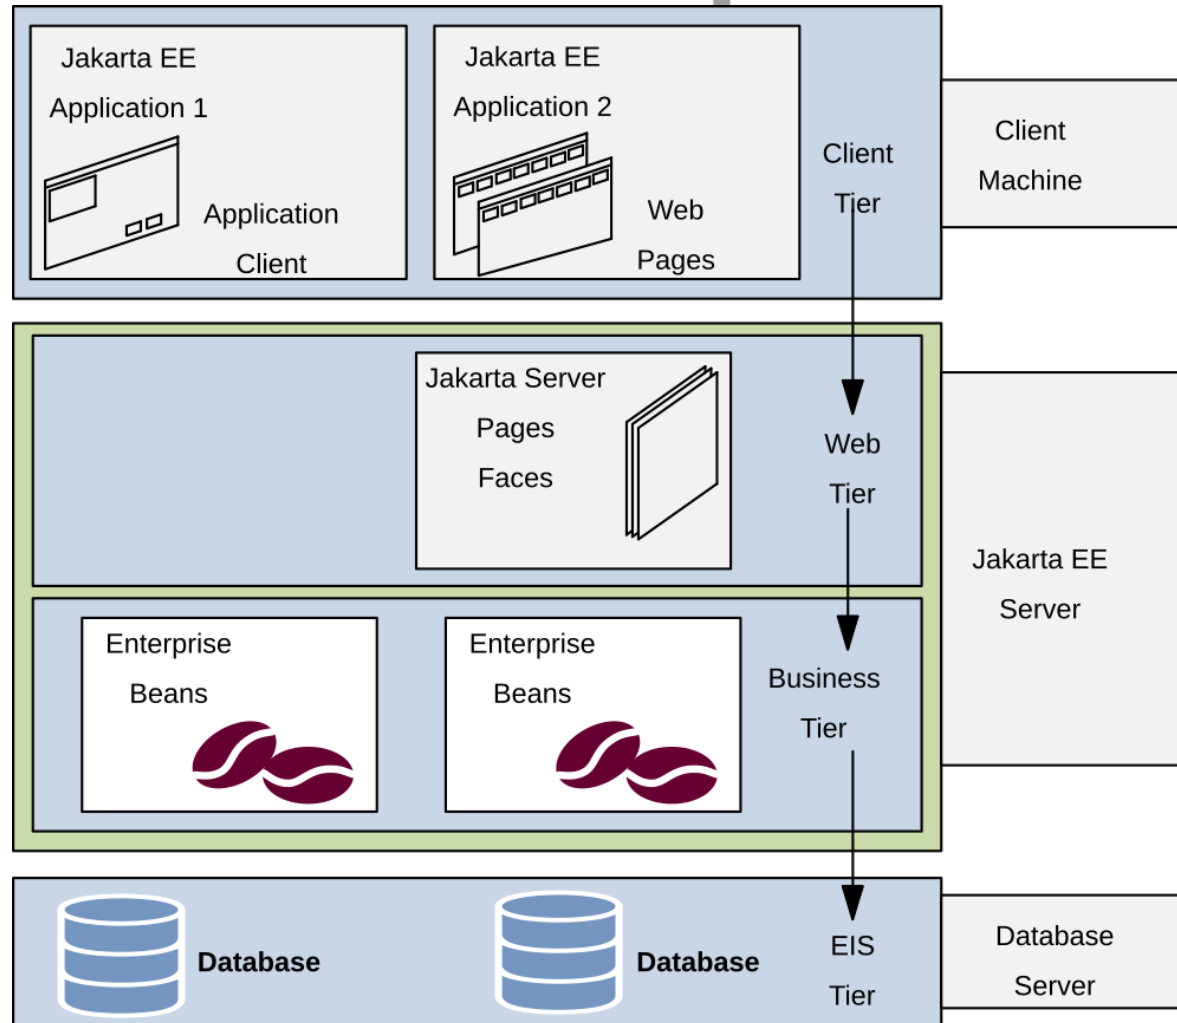 Jakarta EE
Application 1
Application
Client
Jakarta EE
Application 2
Web
Pages
Client
Tier
Client
Machine
Jakarta Server
Pages
Faces
Web
Tier
Jakarta EE
Server
Enterprise
Beans
Enterprise
Beans
Business
Tier
Database
Database
EIS
Tier
Database
Server